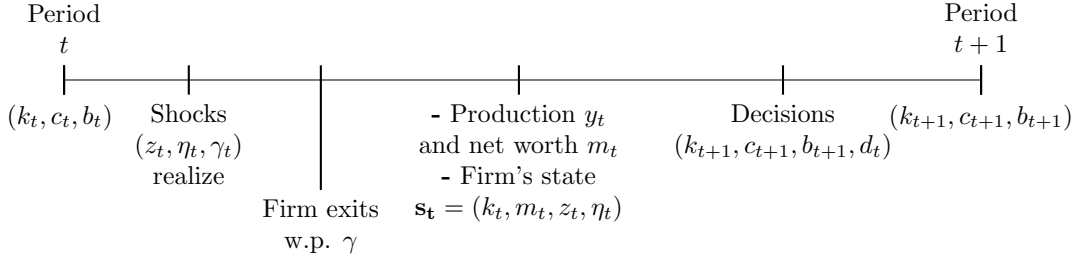 Period
t
(k_t, c_t, b_t)
Shocks
(z_t, η_t, γ_t)
realize
Firm exits
w.p. γ
- Production y_t
and net worth m_t
- Firm's state
s_t = (k_t, m_t, z_t, η_t)
Decisions
(k_{t+1}, c_{t+1}, b_{t+1}, d_t)
Period
t + 1
(k_{t+1}, c_{t+1}, b_{t+1})